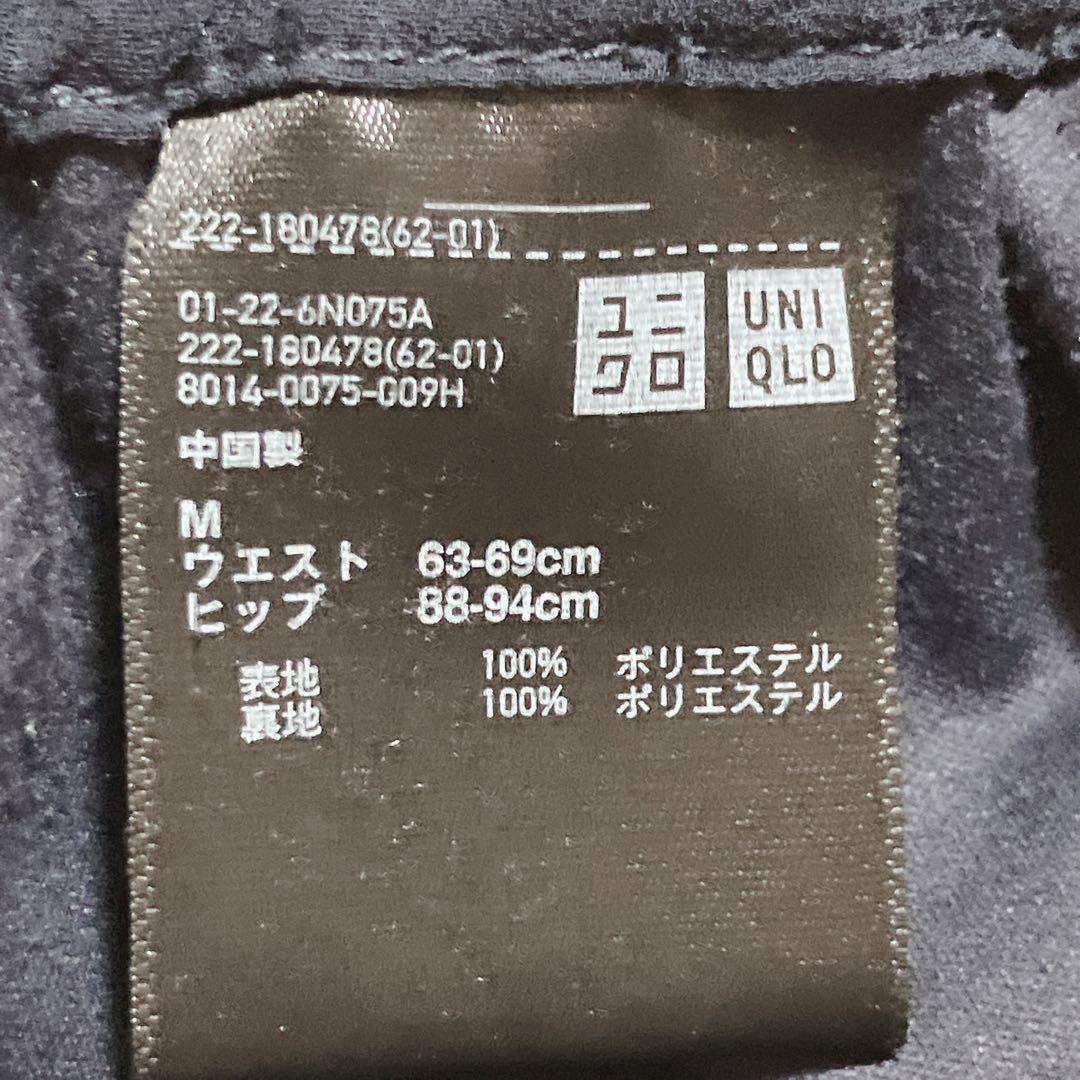 222-180478(62-01)
01-22-6N075A
222-180478(62-01)
8014-0075-009H
ユニ
クロ
UNI
QLO
中国製
M
ウエスト 63-69cm
ヒップ 88-94cm
表地 100% ポリエステル
裏地 100% ポリエステル